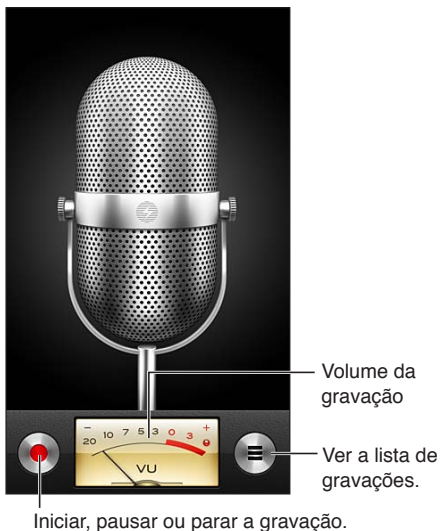 Volume da
gravação
- 20 10 7 5 3 0 3 +
VU
Ver a lista de
gravações.
Iniciar, pausar ou parar a gravação.